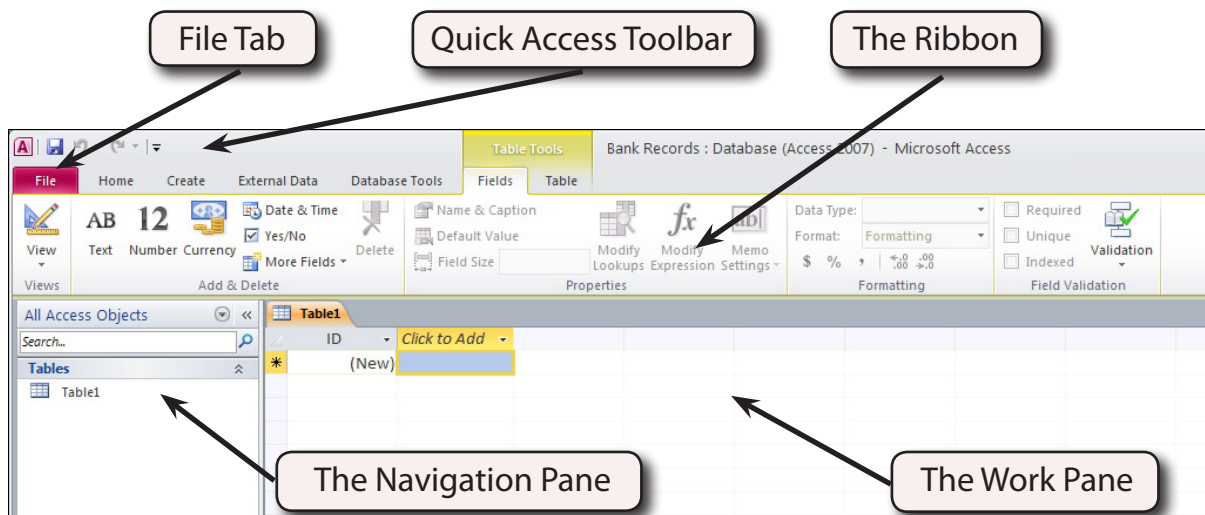 File Tab
Quick Access Toolbar
The Ribbon
A
Table Tools
Bank Records : Database (Access 2007) - Microsoft Access
File Home Create External Data Database Tools Fields Table
View
Views
AB
Text
12
Number
Currency
Date & Time
Yes/No
More Fields
Delete
Add & Delete
Name & Caption
Default Value
Field Size
Modify
Lookups
fx
Modify
Expression
ab|
Memo
Settings
Properties
Data Type:
Format: Formatting
$ % , .0 .00 .00 .0
Formatting
Required
Unique
Indexed
Validation
Field Validation
All Access Objects «
Search...
Tables
Table1
Table1
ID Click to Add
* (New)
The Navigation Pane
The Work Pane